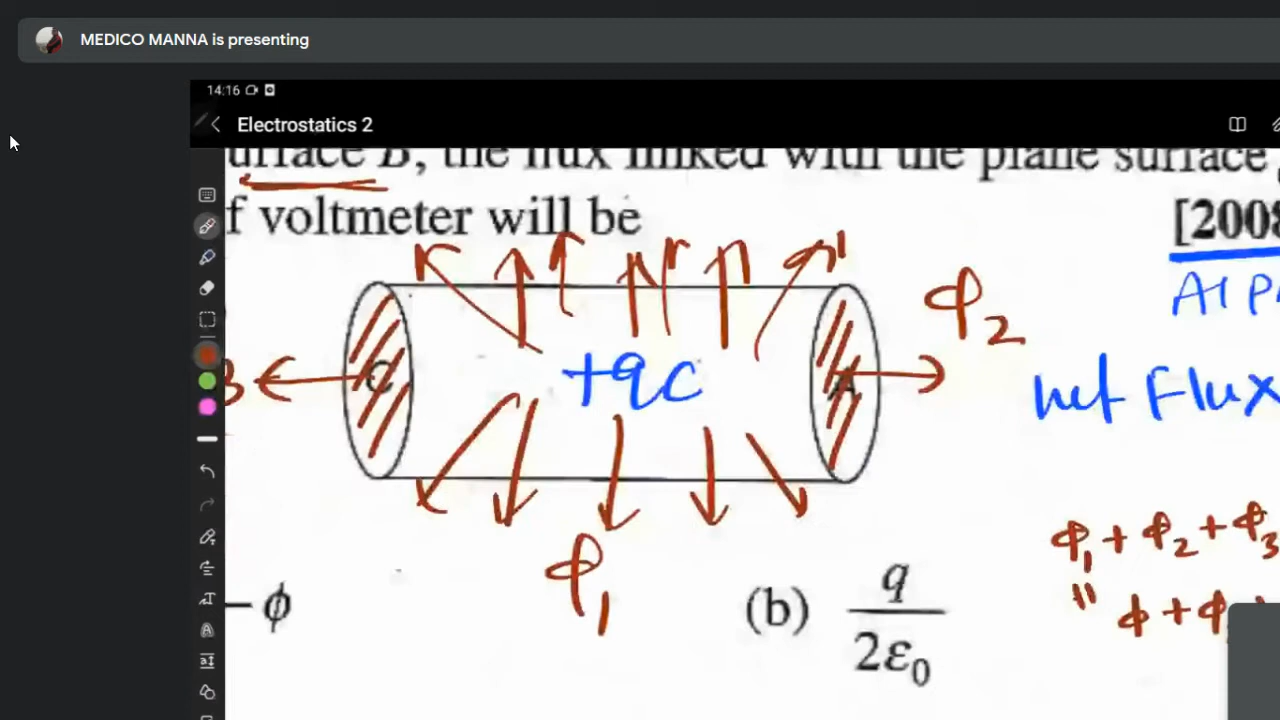 MEDICO MANNA is presenting
14:16
Electrostatics 2
urface B, the flux linked with the plane surface
f voltmeter will be
[2008
AIP
ϕ2
C
+qc
A
net Flux
B
ϕ1
ϕ1 + ϕ2 + ϕ3
" ϕ + ϕ
– ϕ
(b) q
2ε0